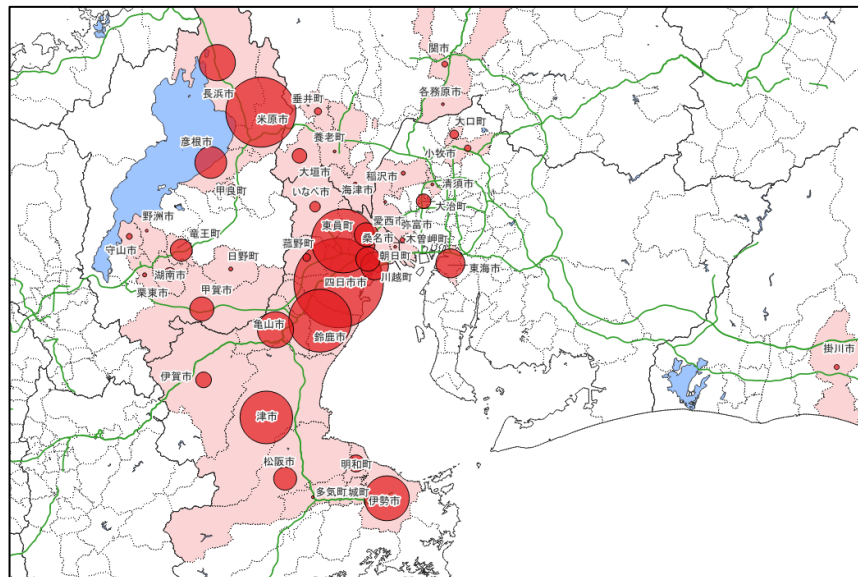 関市
長浜市
各務原市
垂井町
米原市
大口町
養老町
彦根市
小牧市
大垣市
稲沢市
清須市
いなべ市
海津市
甲良町
大治町
野洲市
愛西市
弥富市
東員町
竜王町
桑名市
木曽岬町
守山市
日野町
菰野町
朝日町
東海市
湖南市
川越町
四日市市
栗東市
甲賀市
亀山市
鈴鹿市
掛川市
伊賀市
津市
松阪市
明和町
多気町
城町
伊勢市